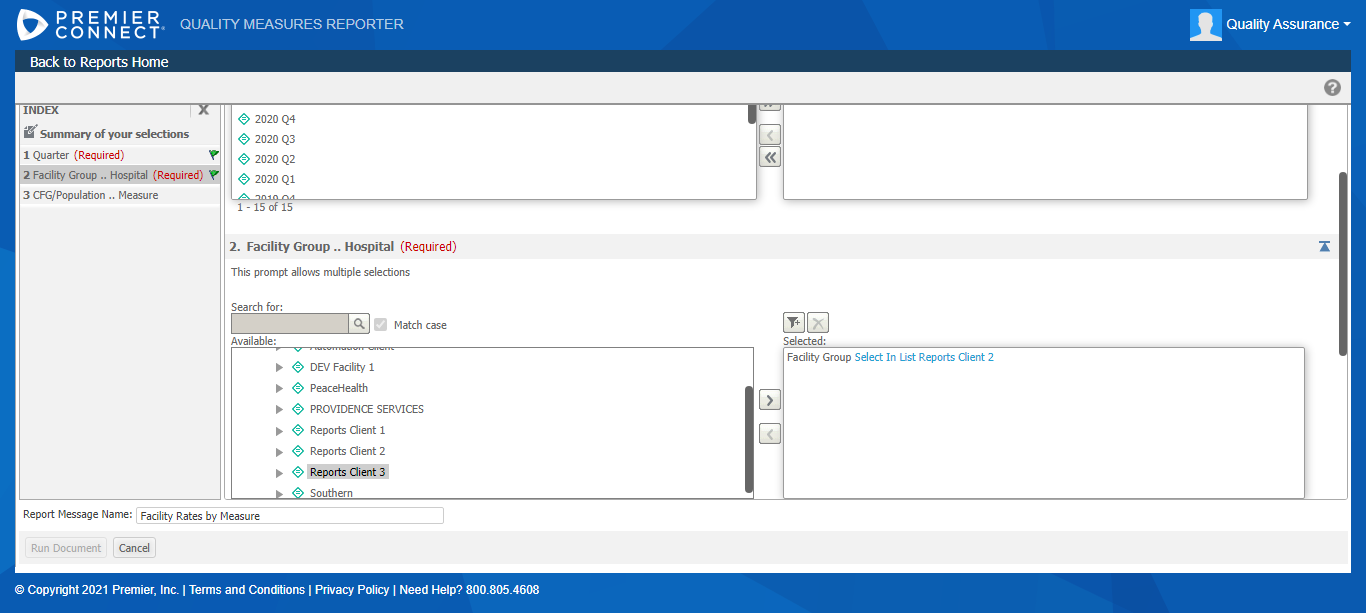 PREMIER CONNECT
QUALITY MEASURES REPORTER
Quality Assurance
Back to Reports Home
INDEX
Summary of your selections
1 Quarter (Required)
2 Facility Group .. Hospital (Required)
3 CFG/Population .. Measure
2020 Q4
2020 Q3
2020 Q2
2020 Q1
2019 Q4
1 - 15 of 15
2. Facility Group .. Hospital (Required)
This prompt allows multiple selections
Search for:
Match case
Available:
Automation Client
DEV Facility 1
PeaceHealth
PROVIDENCE SERVICES
Reports Client 1
Reports Client 2
Reports Client 3
Southern
Selected:
Facility Group Select In List Reports Client 2
Report Message Name: Facility Rates by Measure
Run Document Cancel
© Copyright 2021 Premier, Inc. | Terms and Conditions | Privacy Policy | Need Help? 800.805.4608